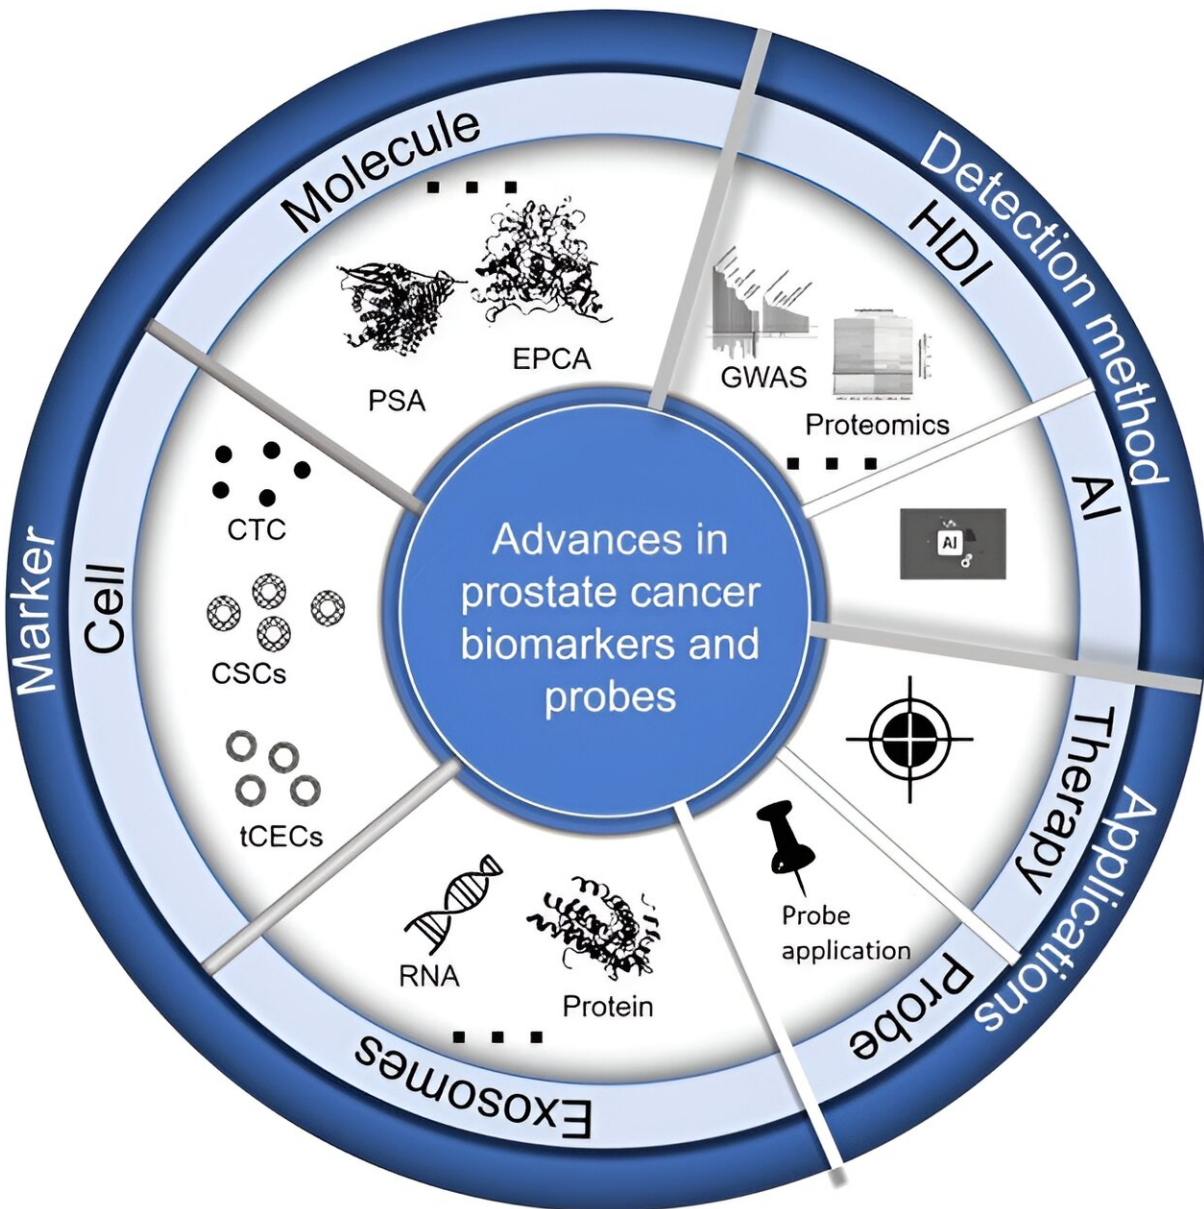 Advances in
prostate cancer
biomarkers and
probes
Marker
Molecule
PSA
EPCA
Cell
CTC
CSCs
tCECs
Exosomes
RNA
Protein
Detection method
HDI
GWAS
Proteomics
AI
AI
Applications
Therapy
Probe
Probe
application